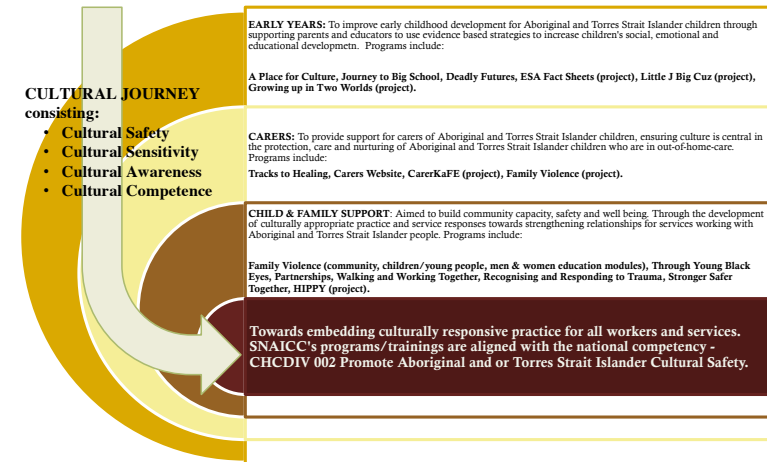 CULTURAL JOURNEY
consisting:
• Cultural Safety
• Cultural Sensitivity
• Cultural Awareness
• Cultural Competence
EARLY YEARS: To improve early childhood development for Aboriginal and Torres Strait Islander children through
supporting parents and educators to use evidence based strategies to increase children's social, emotional and
educational developmetn. Programs include:
A Place for Culture, Journey to Big School, Deadly Futures, ESA Fact Sheets (project), Little J Big Cuz (project),
Growing up in Two Worlds (project).
CARERS: To provide support for carers of Aboriginal and Torres Strait Islander children, ensuring culture is central in
the protection, care and nurturing of Aboriginal and Torres Strait Islander children who are in out-of-home-care.
Programs include:
Tracks to Healing, Carers Website, CarerKaFE (project), Family Violence (project).
CHILD & FAMILY SUPPORT: Aimed to build community capacity, safety and well being. Through the development
of culturally appropriate practice and service responses towards strengthening relationships for services working with
Aboriginal and Torres Strait Islander people. Programs include:
Family Violence (community, children/young people, men & women education modules), Through Young Black
Eyes, Partnerships, Walking and Working Together, Recognising and Responding to Trauma, Stronger Safer
Together, HIPPY (project).
Towards embedding culturally responsive practice for all workers and services.
SNAICC's programs/trainings are aligned with the national competency -
CHCDIV 002 Promote Aboriginal and or Torres Strait Islander Cultural Safety.